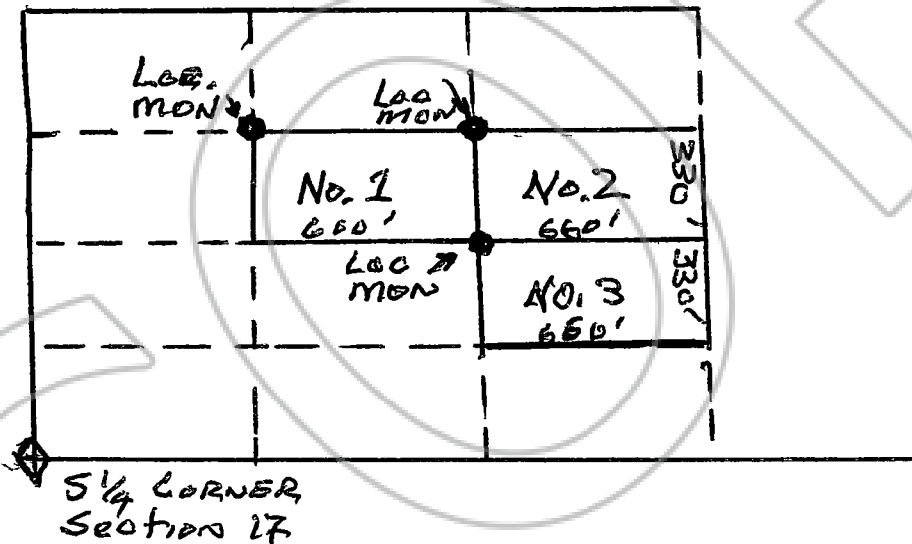 Loc.
MON
Loc
MON
No. 1
660'
No. 2
660'
330'
Loc
MON
No. 3
660'
330'
S 1/4 CORNER
Section 17